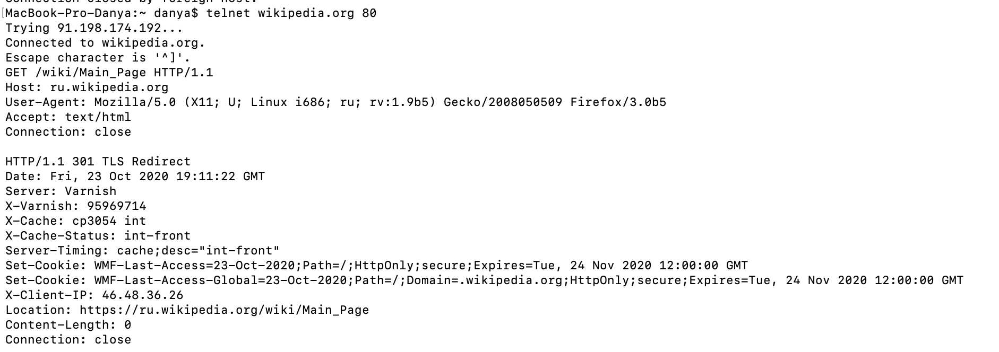 Connection closed by foreign host.
MacBook-Pro-Danya:~ danya$ telnet wikipedia.org 80
Trying 91.198.174.192...
Connected to wikipedia.org.
Escape character is '^]'.
GET /wiki/Main_Page HTTP/1.1
Host: ru.wikipedia.org
User-Agent: Mozilla/5.0 (X11; U; Linux i686; ru; rv:1.9b5) Gecko/2008050509 Firefox/3.0b5
Accept: text/html
Connection: close

HTTP/1.1 301 TLS Redirect
Date: Fri, 23 Oct 2020 19:11:22 GMT
Server: Varnish
X-Varnish: 95969714
X-Cache: cp3054 int
X-Cache-Status: int-front
Server-Timing: cache;desc="int-front"
Set-Cookie: WMF-Last-Access=23-Oct-2020;Path=/;HttpOnly;secure;Expires=Tue, 24 Nov 2020 12:00:00 GMT
Set-Cookie: WMF-Last-Access-Global=23-Oct-2020;Path=/;Domain=.wikipedia.org;HttpOnly;secure;Expires=Tue, 24 Nov 2020 12:00:00 GMT
X-Client-IP: 46.48.36.26
Location: https://ru.wikipedia.org/wiki/Main_Page
Content-Length: 0
Connection: close